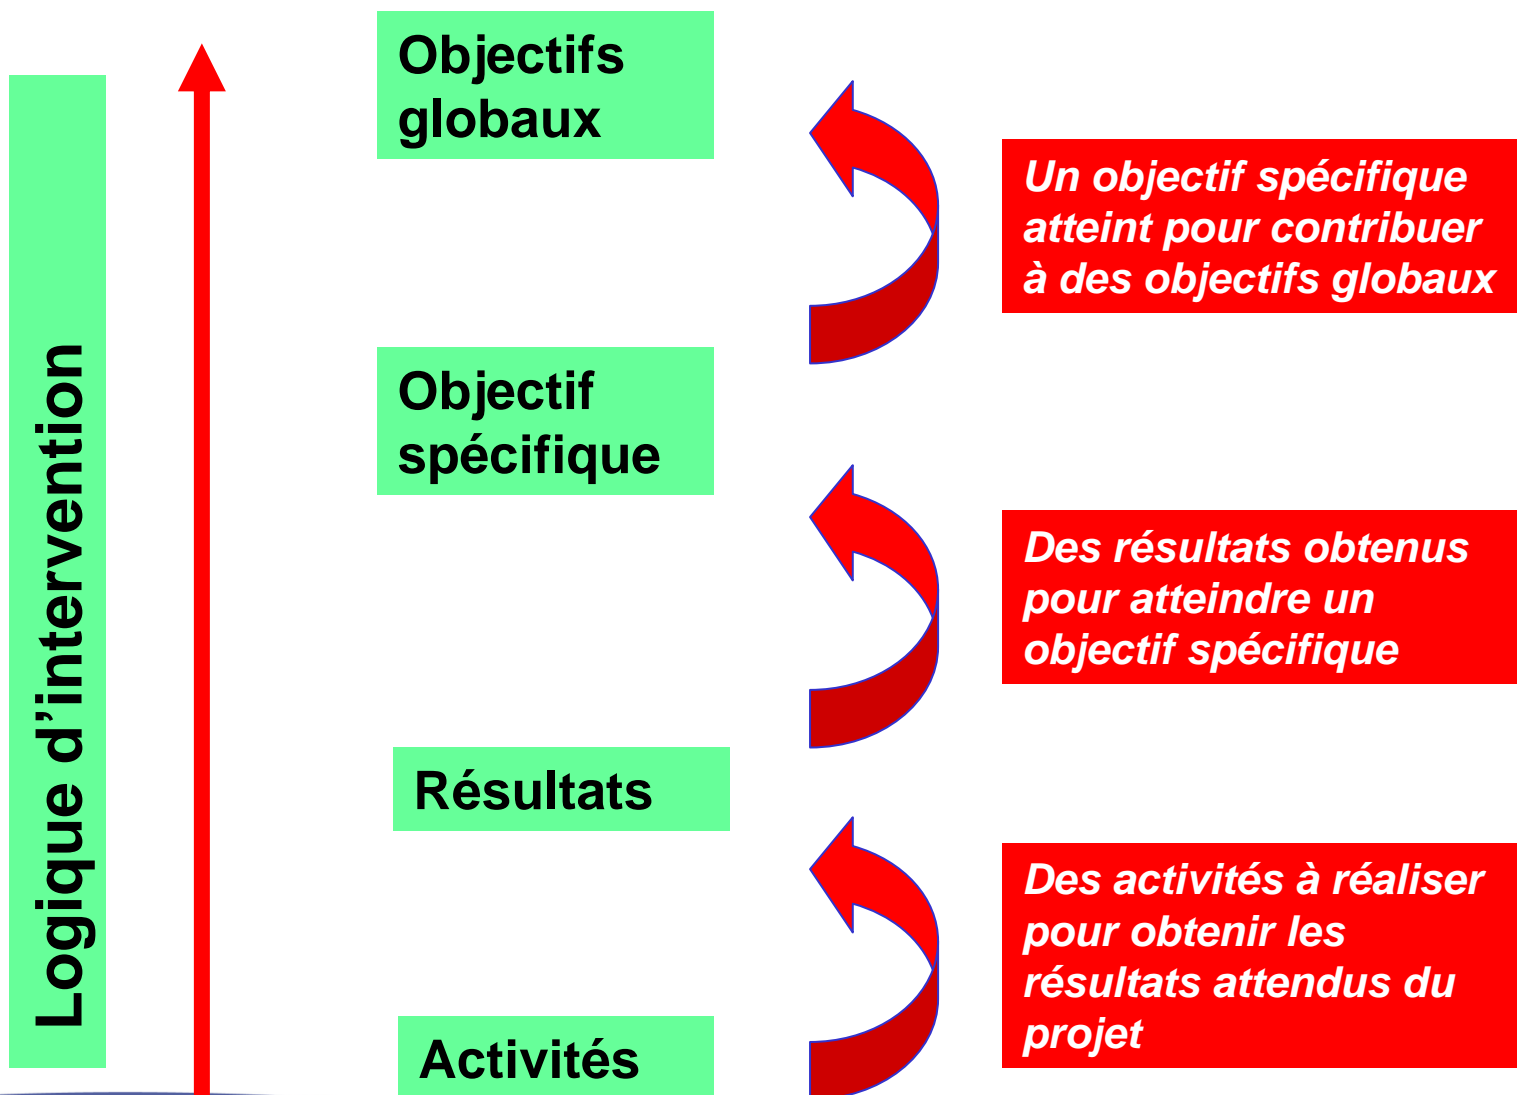 Logique d’intervention
Objectifs
globaux
Un objectif spécifique
atteint pour contribuer
à des objectifs globaux
Objectif
spécifique
Des résultats obtenus
pour atteindre un
objectif spécifique
Résultats
Des activités à réaliser
pour obtenir les
résultats attendus du
projet
Activités